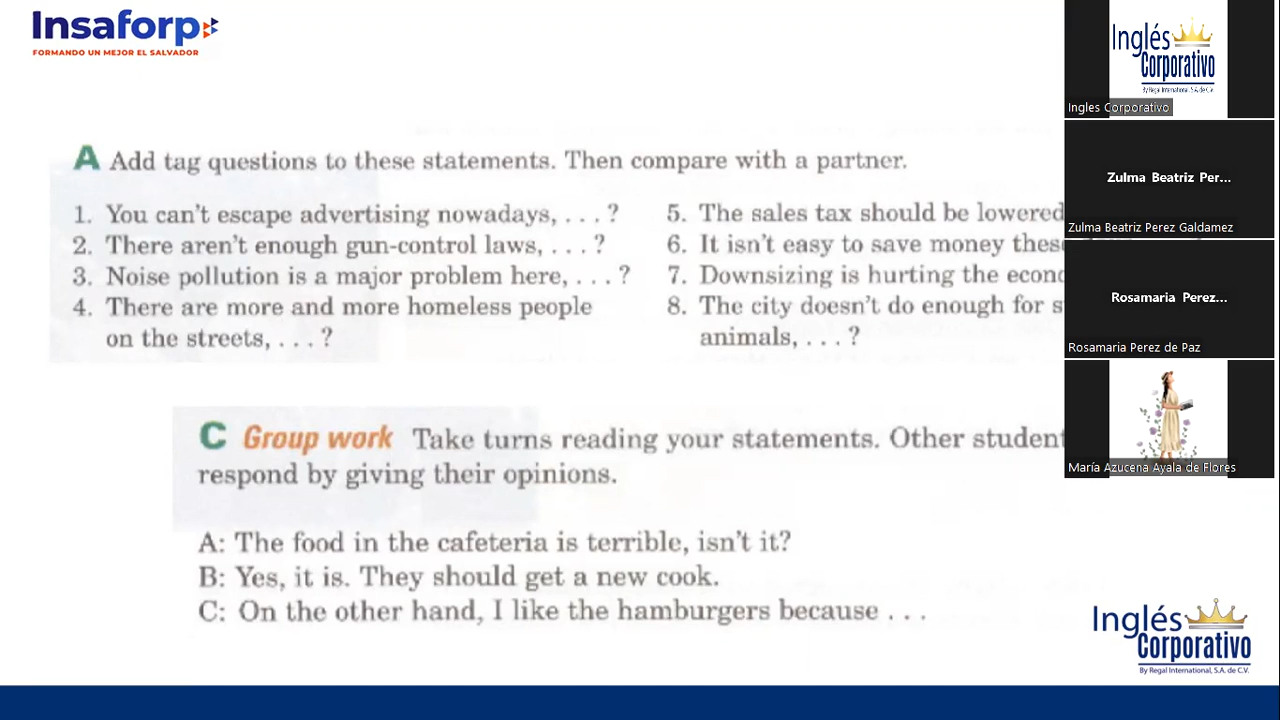 Insaforp
FORMANDO UN MEJOR EL SALVADOR
A Add tag questions to these statements. Then compare with a partner.
1. You can't escape advertising nowadays, . . . ?
2. There aren't enough gun-control laws, . . . ?
3. Noise pollution is a major problem here, . . . ?
4. There are more and more homeless people
on the streets, . . . ?
5. The sales tax should be lowered
6. It isn't easy to save money these
7. Downsizing is hurting the econ
8. The city doesn't do enough for s
animals, . . . ?
C Group work Take turns reading your statements. Other student
respond by giving their opinions.
A: The food in the cafeteria is terrible, isn't it?
B: Yes, it is. They should get a new cook.
C: On the other hand, I like the hamburgers because . . .
Inglés
Corporativo
By Regal International, S.A. de C.V.
Ingles Corporativo
Zulma Beatriz Per...
Zulma Beatriz Perez Galdamez
Rosamaria Perez...
Rosamaria Perez de Paz
María Azucena Ayala de Flores
Inglés
Corporativo
By Regal International, S.A. de C.V.